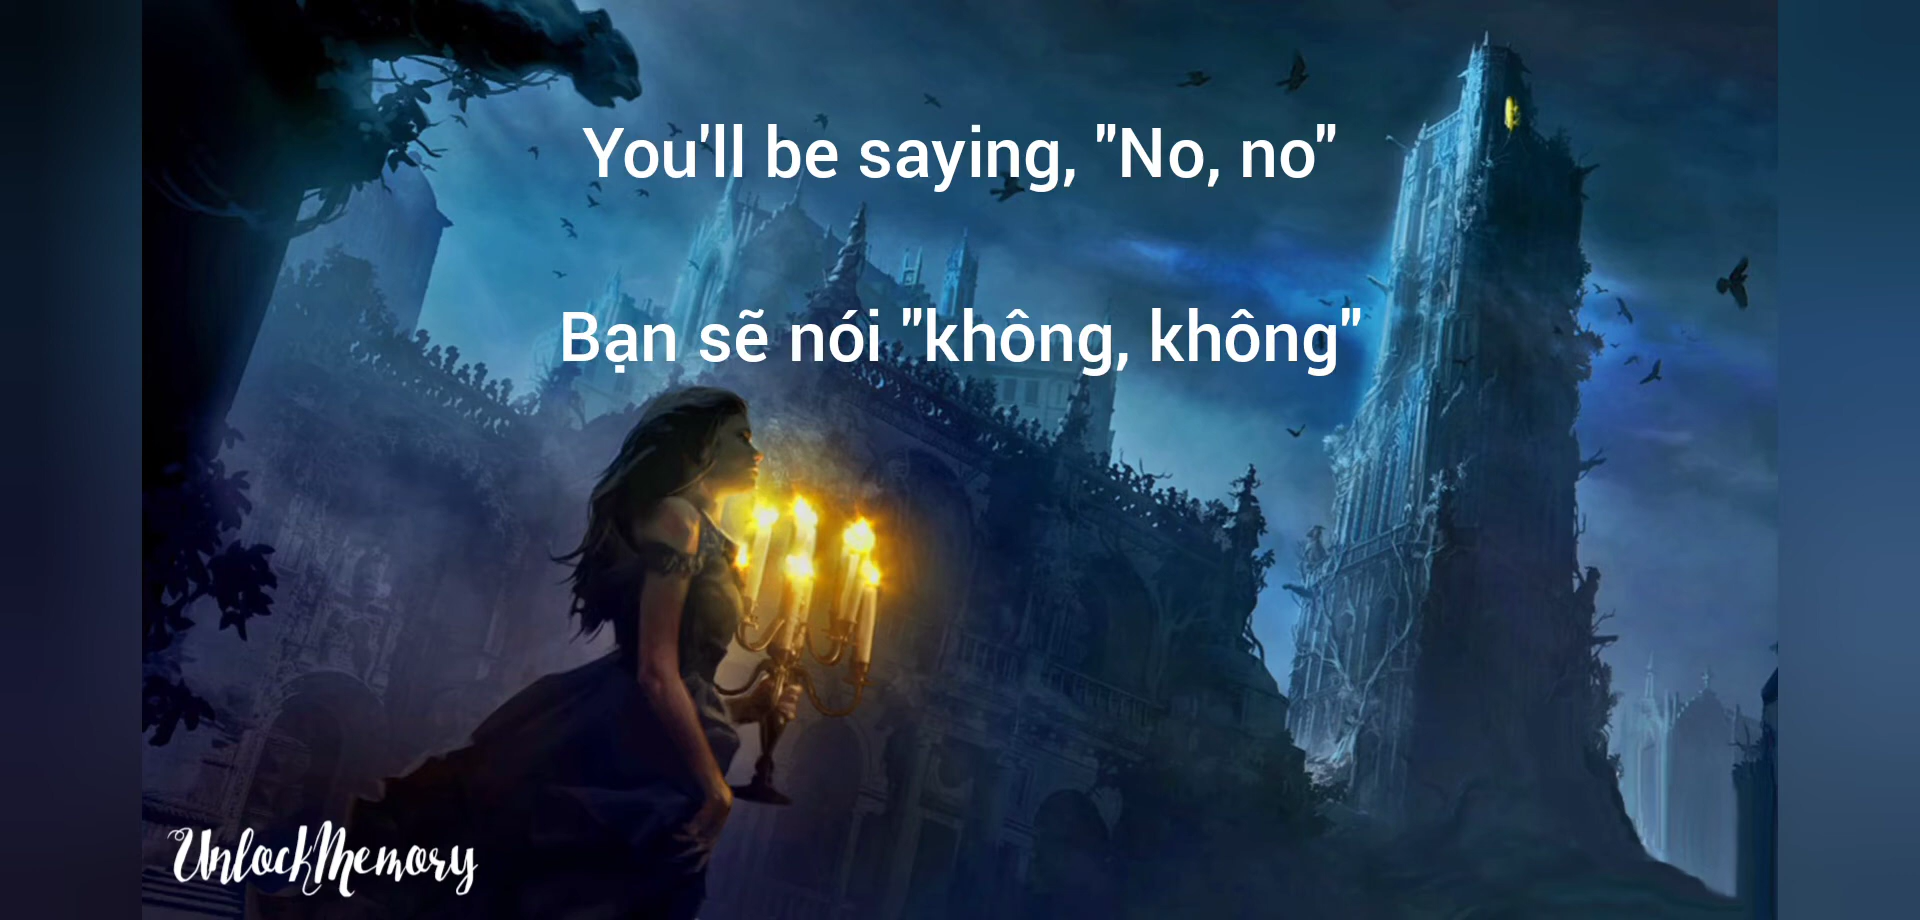 You'll be saying, "No, no"
Bạn sẽ nói "không, không"
UnlockMemory